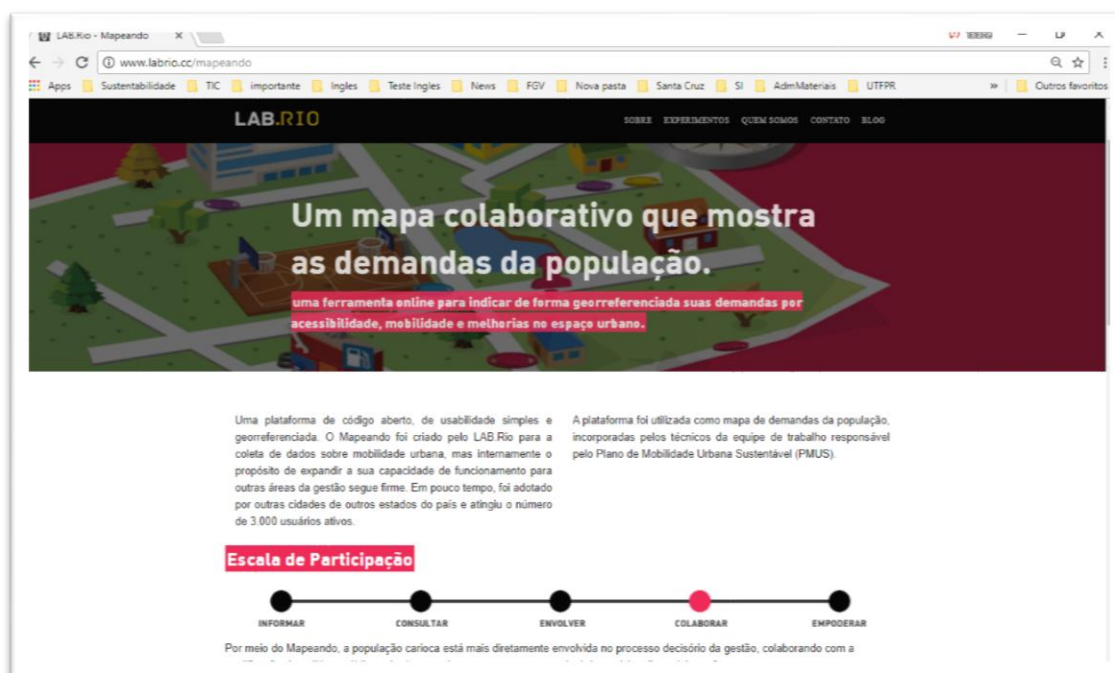 LAB.Rio - Mapeando
www.labrio.cc/mapeando
Apps Sustentabilidade TIC importante Ingles Teste Ingles News FGV Nova pasta Santa Cruz SI AdmMateriais UTFPR » Outros favoritos
LAB.RIO
SOBRE EXPERIMENTOS QUEM SOMOS CONTATO BLOG
Um mapa colaborativo que mostra
as demandas da população.
uma ferramenta online para indicar de forma georreferenciada suas demandas por
acessibilidade, mobilidade e melhorias no espaço urbano.
Uma plataforma de código aberto, de usabilidade simples e
georreferenciada. O Mapeando foi criado pelo LAB.Rio para a
coleta de dados sobre mobilidade urbana, mas internamente o
propósito de expandir a sua capacidade de funcionamento para
outras áreas da gestão segue firme. Em pouco tempo, foi adotado
por outras cidades de outros estados do país e atingiu o número
de 3.000 usuários ativos.
A plataforma foi utilizada como mapa de demandas da população,
incorporadas pelos técnicos da equipe de trabalho responsável
pelo Plano de Mobilidade Urbana Sustentável (PMUS).
Escala de Participação
INFORMAR CONSULTAR ENVOLVER COLABORAR EMPODERAR
Por meio do Mapeando, a população carioca está mais diretamente envolvida no processo decisório da gestão, colaborando com a